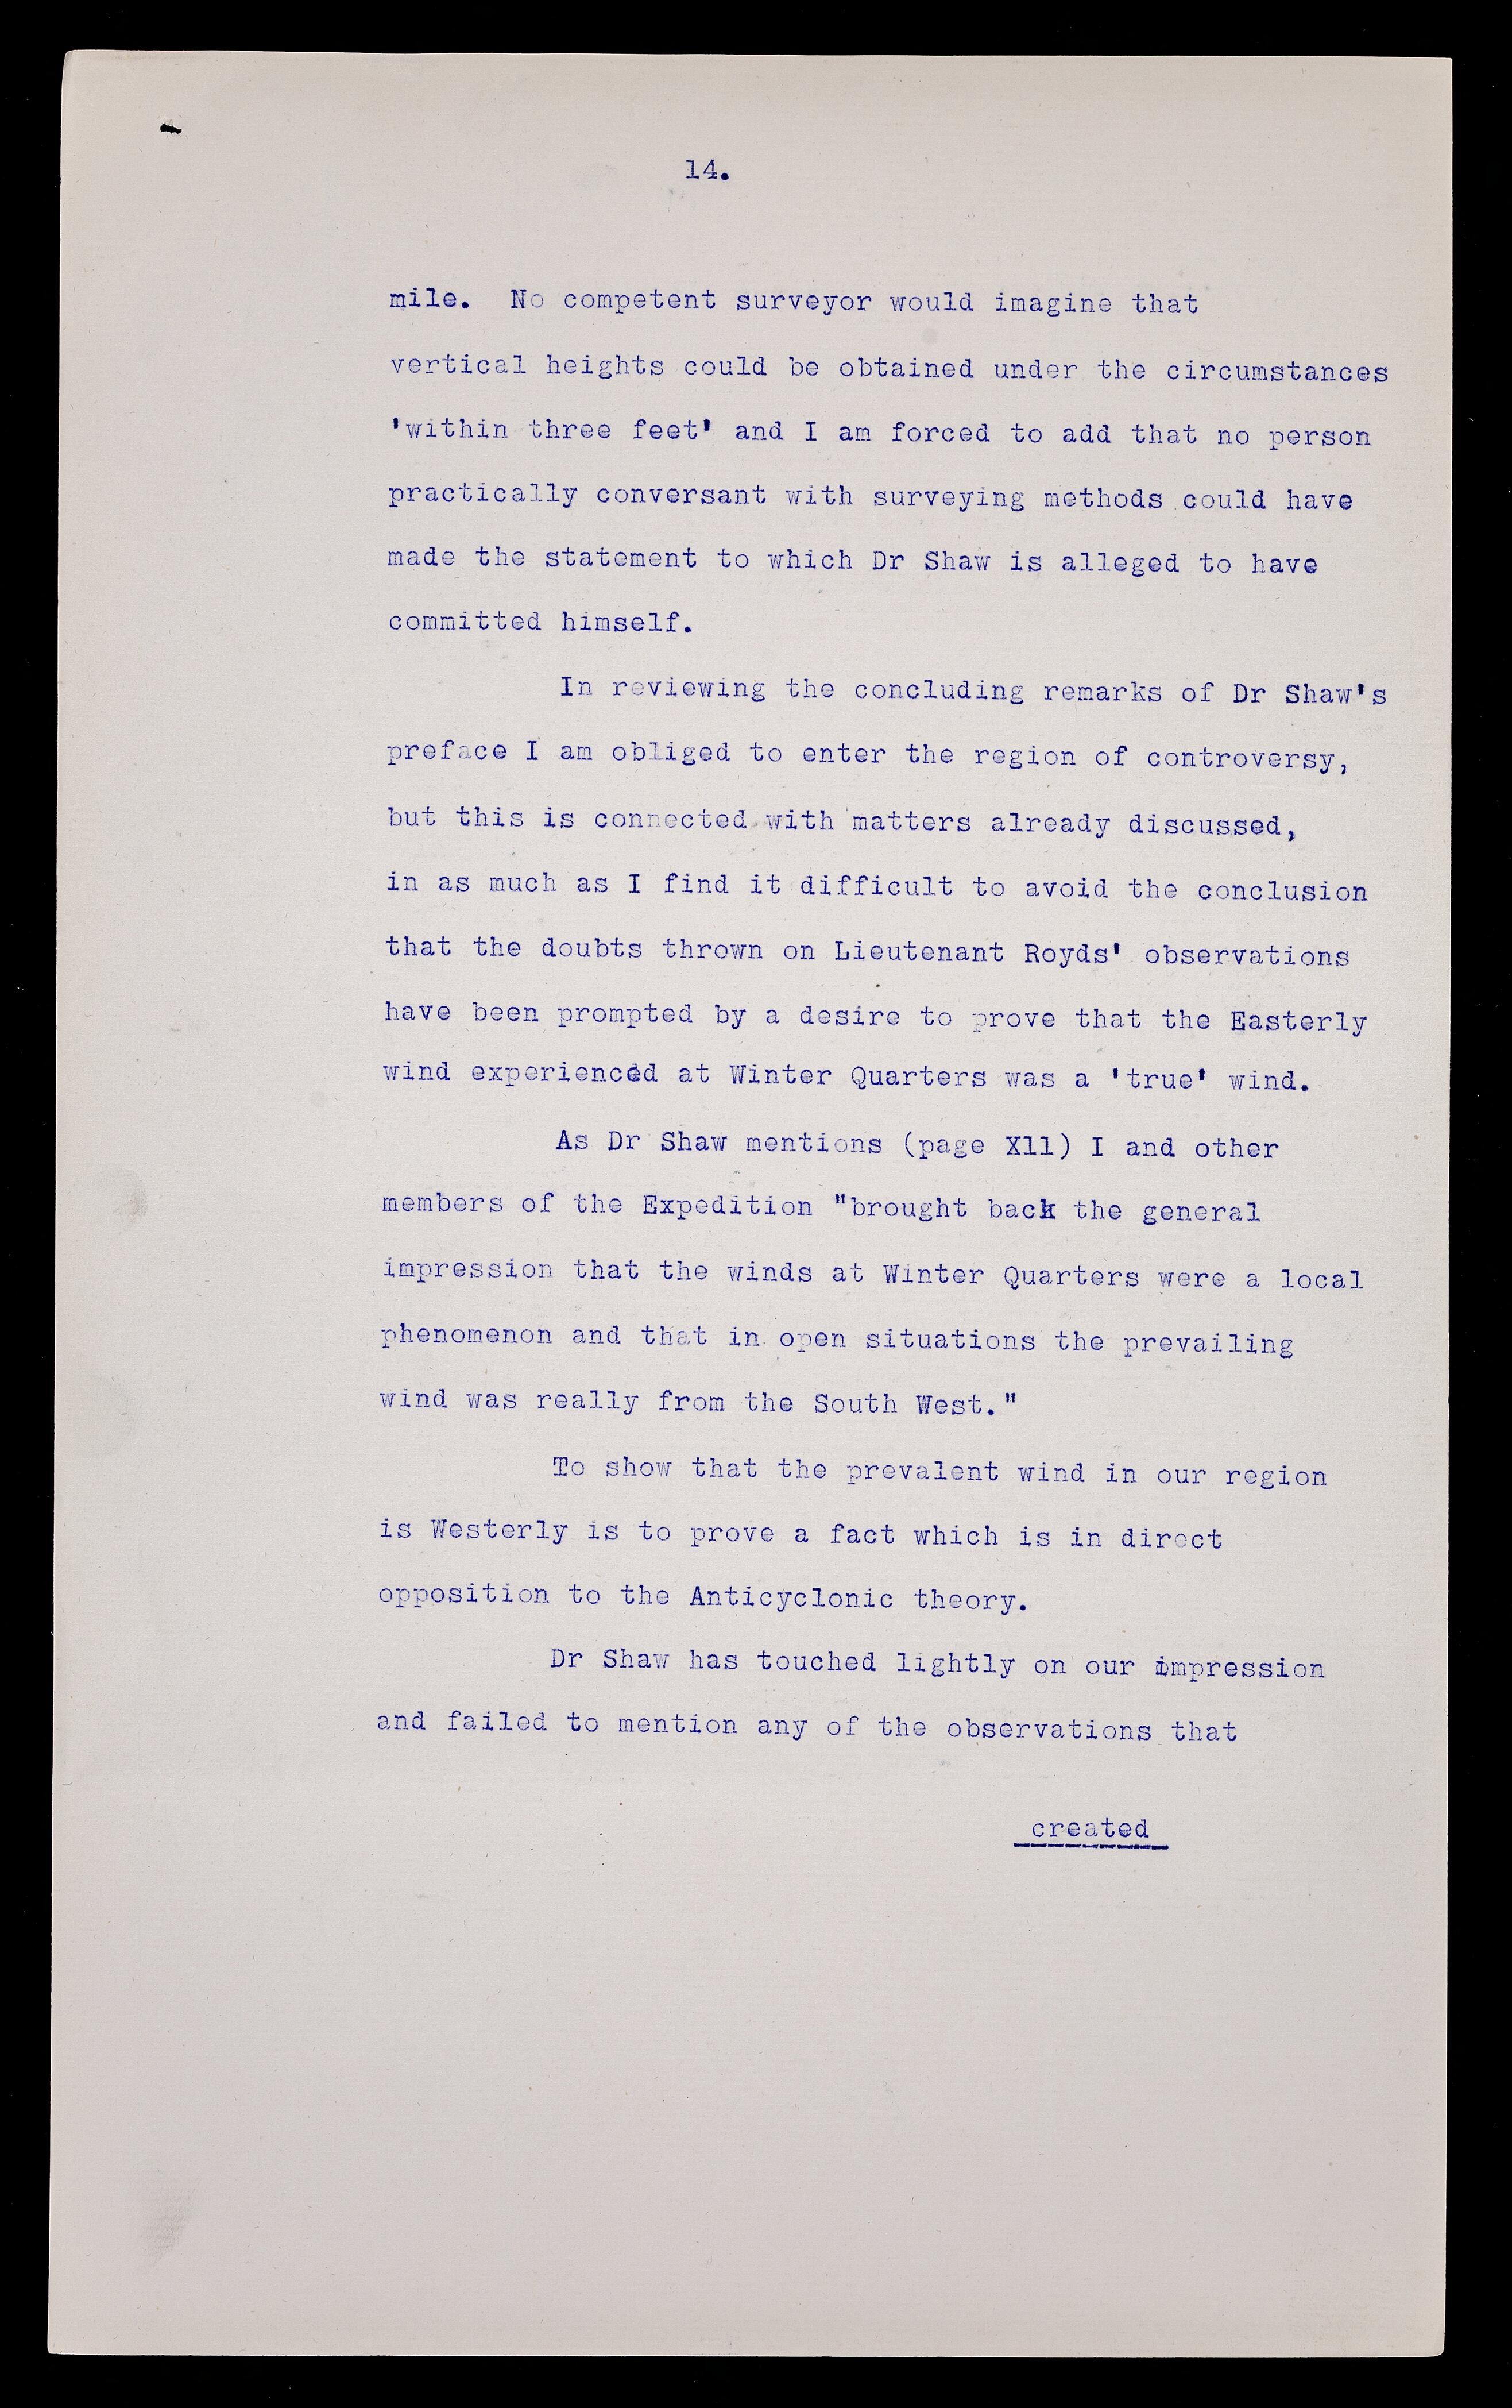 14.
mile. No competent surveyor would imagine that
vertical heights could be obtained under the circumstances
'within three feet' and I am forced to add that no person
practically conversant with surveying methods could have
made the statement to which Dr Shaw is alleged to have
committed himself.
In reviewing the concluding remarks of Dr Shaw's
preface I am obliged to enter the region of controversy,
but this is connected with matters already discussed,
in as much as I find it difficult to avoid the conclusion
that the doubts thrown on Lieutenant Royds' observations
have been prompted by a desire to prove that the Easterly
wind experienced at Winter Quarters was a 'true' wind.
As Dr Shaw mentions (page X11) I and other
members of the Expedition "brought back the general
impression that the winds at Winter Quarters were a local
phenomenon and that in open situations the prevailing
wind was really from the South West."
To show that the prevalent wind in our region
is Westerly is to prove a fact which is in direct
opposition to the Anticyclonic theory.
Dr Shaw has touched lightly on our impression
and failed to mention any of the observations that
created